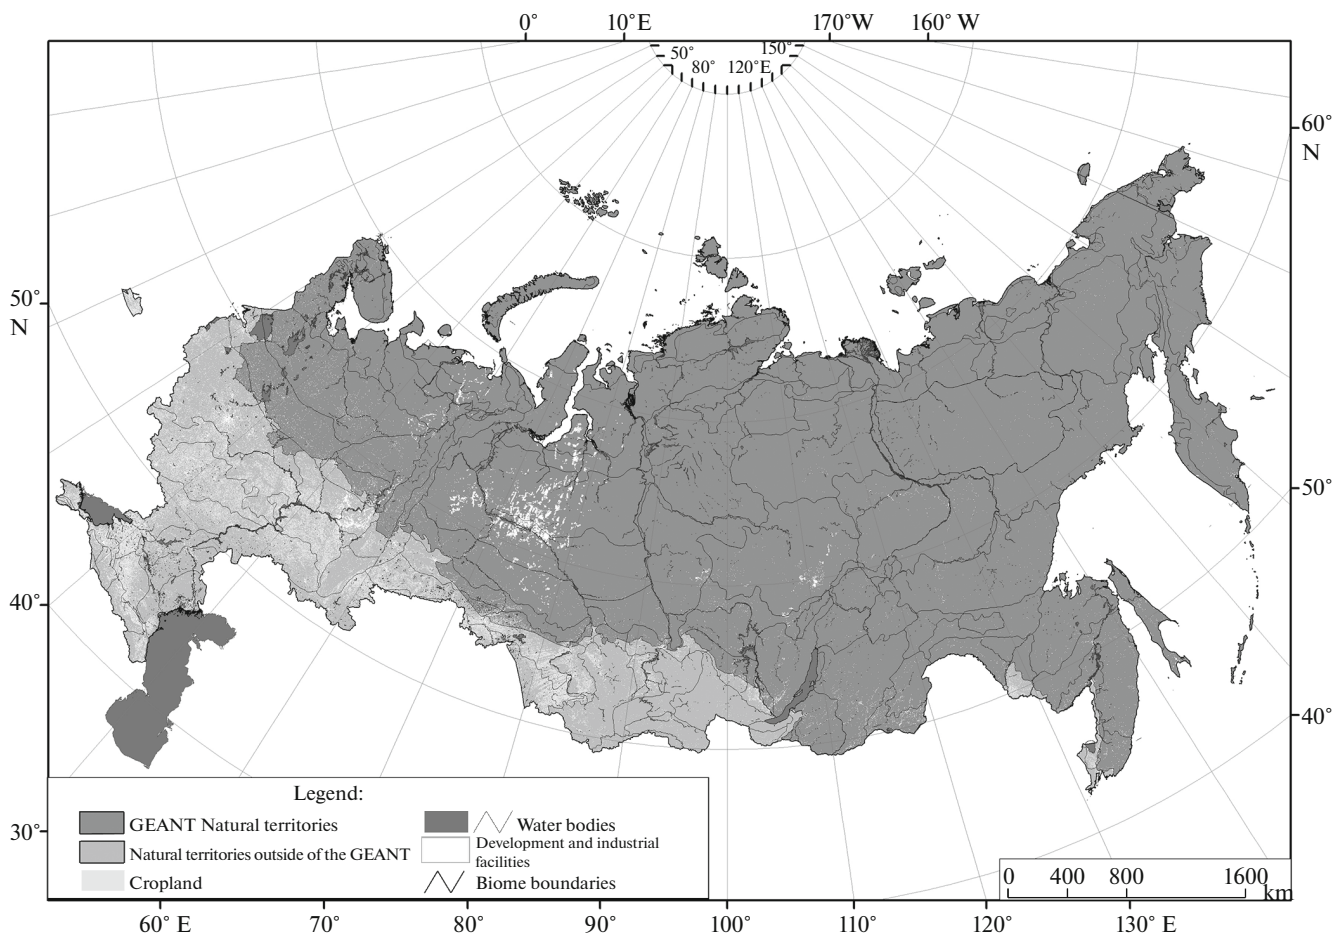 0° 10°E 170°W 160° W
50° 80° 120°E 150°
60°
N
50°
N
50°
40°
40°
30°
Legend:
GEANT Natural territories
Natural territories outside of the GEANT
Cropland
Water bodies
Development and industrial
facilities
Biome boundaries
0 400 800 1600
km
60° E 70° 80° 90° 100° 110° 120° 130° E